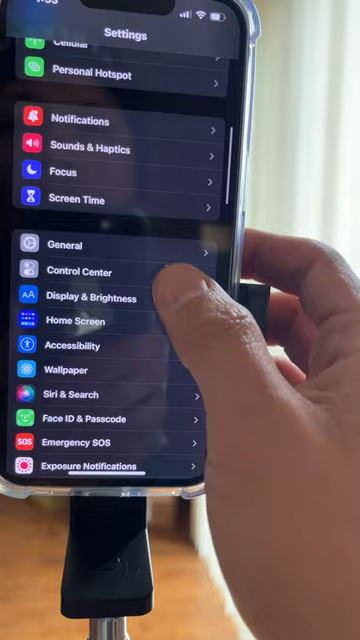 Settings
Cellular
Personal Hotspot
Notifications
Sounds & Haptics
Focus
Screen Time
General
Control Center
AA Display & Brightness
Home Screen
Accessibility
Wallpaper
Siri & Search
Face ID & Passcode
SOS Emergency SOS
Exposure Notifications